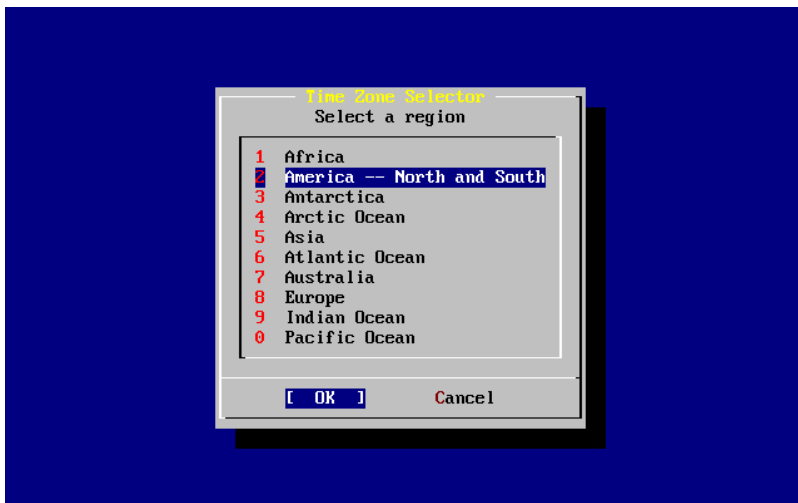 Time Zone Selector
Select a region
1 Africa
2 America -- North and South
3 Antarctica
4 Arctic Ocean
5 Asia
6 Atlantic Ocean
7 Australia
8 Europe
9 Indian Ocean
0 Pacific Ocean
[ OK ] Cancel